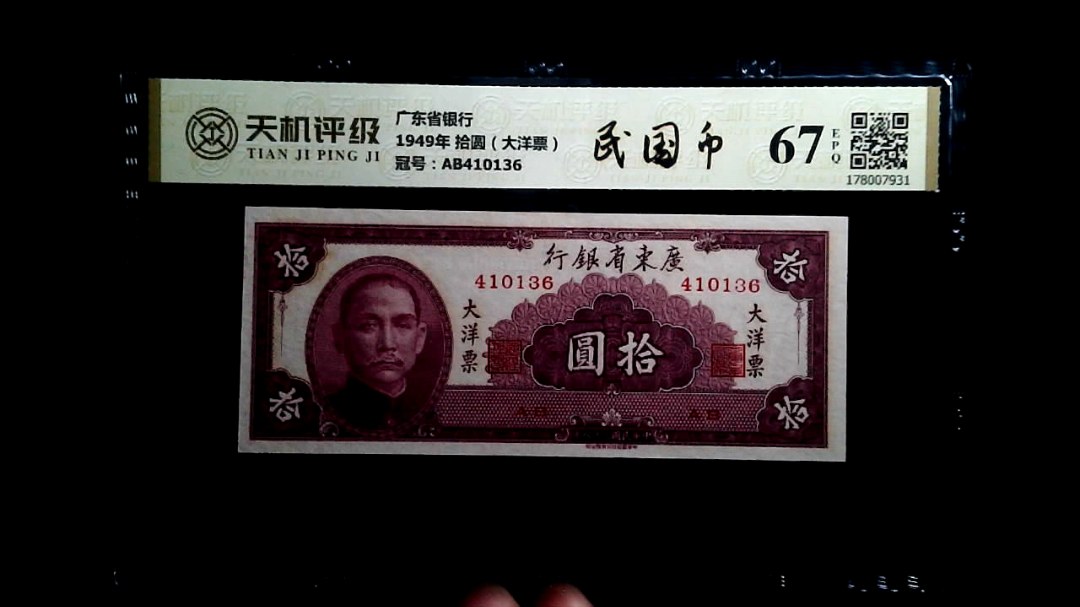 天机评级
TIAN JI PING JI
广东省银行
1949年 拾圆（大洋票）
冠号：AB410136
民国币
67
EPQ
178007931
行銀省東廣
410136 410136
拾 拾
大洋票 大洋票
圓拾
拾 拾
AB AB